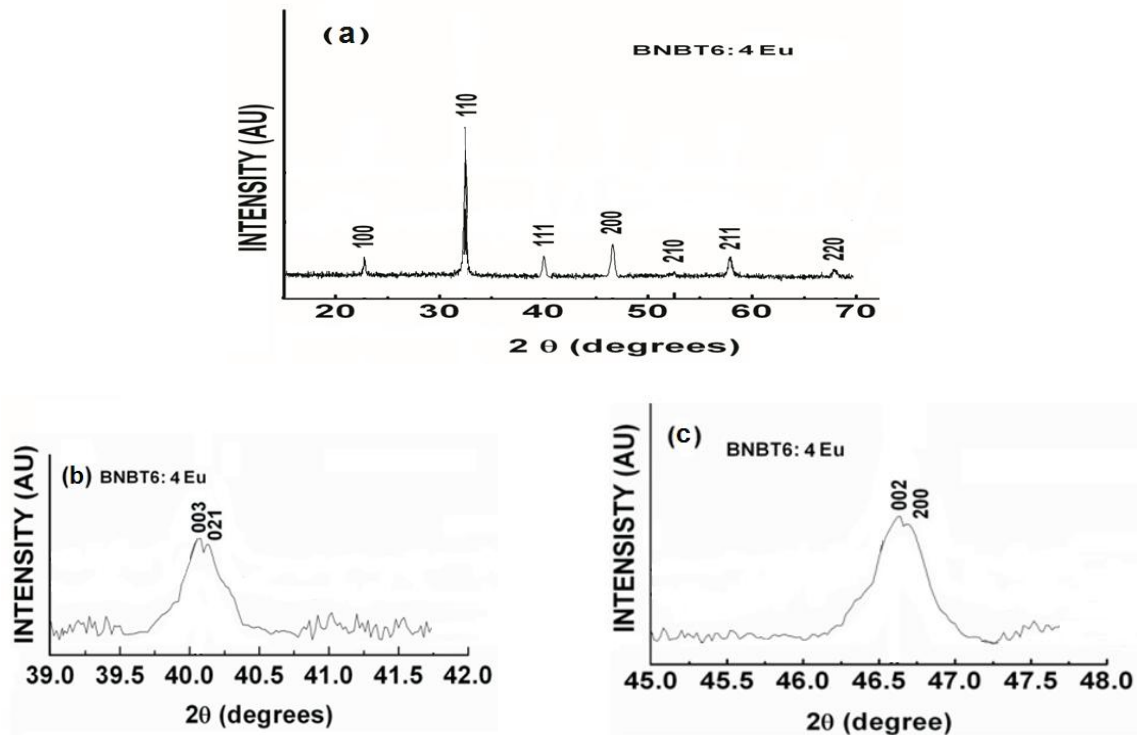 (a)
BNBT6: 4 Eu
INTENSITY (AU)
100
110
111
200
210
211
220
20 30 40 50 60 70
2 θ (degrees)
(b) BNBT6: 4 Eu
INTENSITY (AU)
003
021
39.0 39.5 40.0 40.5 41.0 41.5 42.0
2θ (degrees)
(c)
BNBT6: 4 Eu
INTENSISTY (AU)
002
200
45.0 45.5 46.0 46.5 47.0 47.5 48.0
2θ (degree)